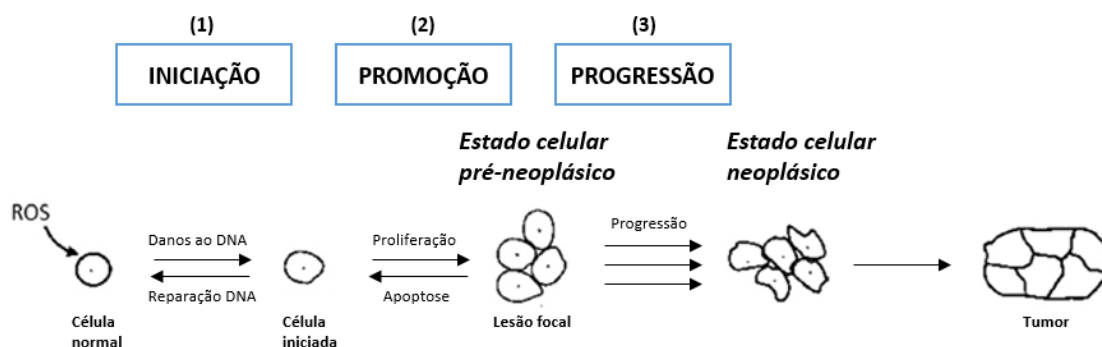 (1)
(2)
(3)
INICIAÇÃO
PROMOÇÃO
PROGRESSÃO
Estado celular
pré-neoplásico
Estado celular
neoplásico
ROS
Danos ao DNA
Reparação DNA
Proliferação
Apoptose
Progressão
Célula
normal
Célula
iniciada
Lesão focal
Tumor